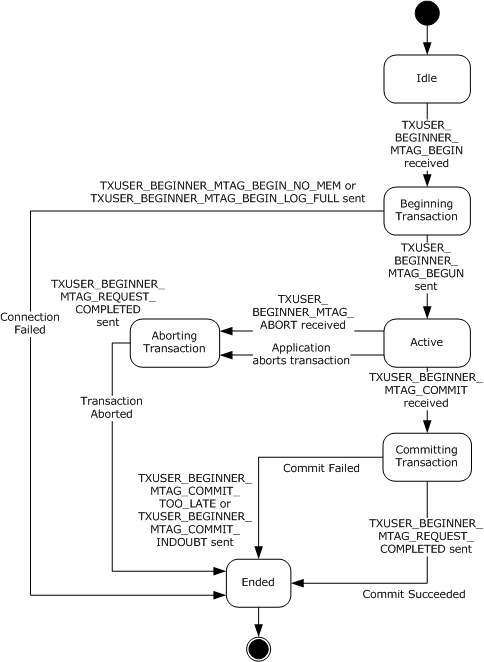 Idle
TXUSER_
BEGINNER_
MTAG_BEGIN
received
TXUSER_BEGINNER_MTAG_BEGIN_NO_MEM or
TXUSER_BEGINNER_MTAG_BEGIN_LOG_FULL sent
Beginning
Transaction
TXUSER_
BEGINNER_
MTAG_BEGUN
sent
Connection
Failed
TXUSER_BEGINNER_
MTAG_REQUEST_
COMPLETED
sent
Aborting
Transaction
TXUSER_
BEGINNER_MTAG_
ABORT received
Application
aborts transaction
Active
Transaction
Aborted
TXUSER_BEGINNER_
MTAG_COMMIT
received
Committing
Transaction
Commit Failed
TXUSER_BEGINNER_
MTAG_COMMIT_
TOO_LATE or
TXUSER_BEGINNER_
MTAG_COMMIT_
INDOUBT sent
TXUSER_BEGINNER_
MTAG_REQUEST_
COMPLETED sent
Ended
Commit Succeeded